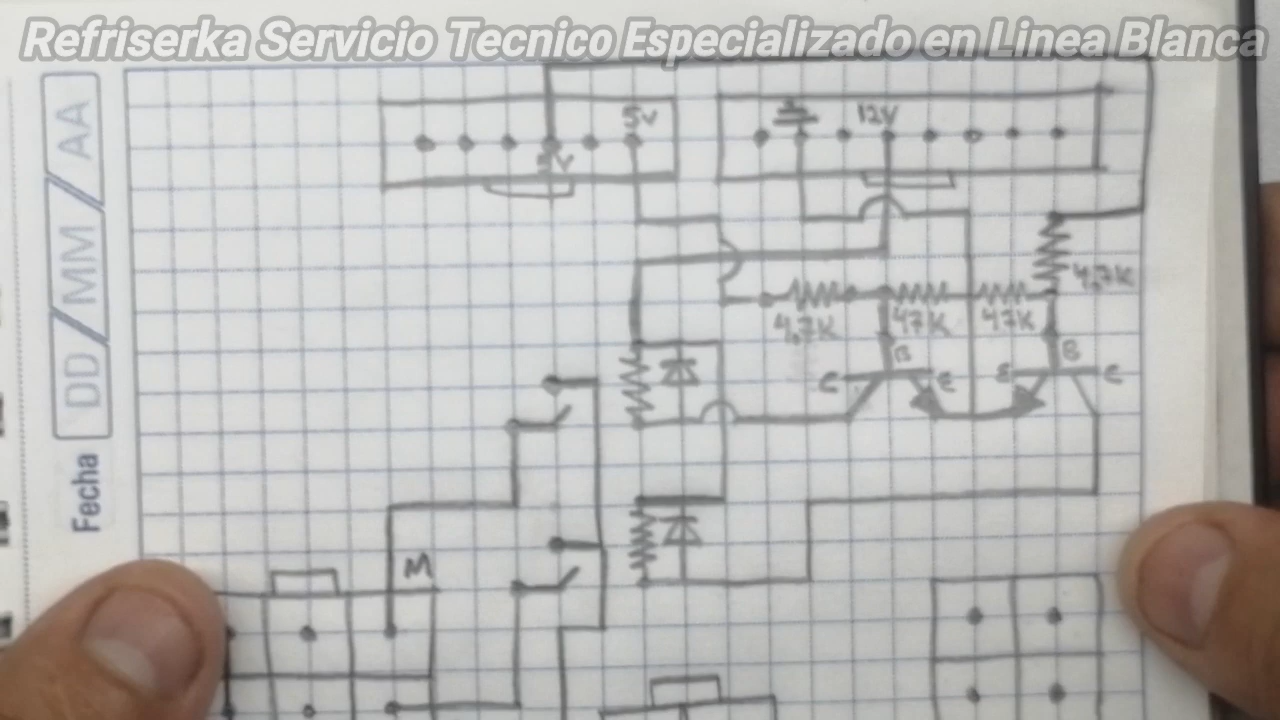 Refriserka Servicio Tecnico Especializado en Linea Blanca
Fecha DD/MM/AA
5V
12V
4.7K
4.7K
47K
47K
B
B
C
E
E
C
M